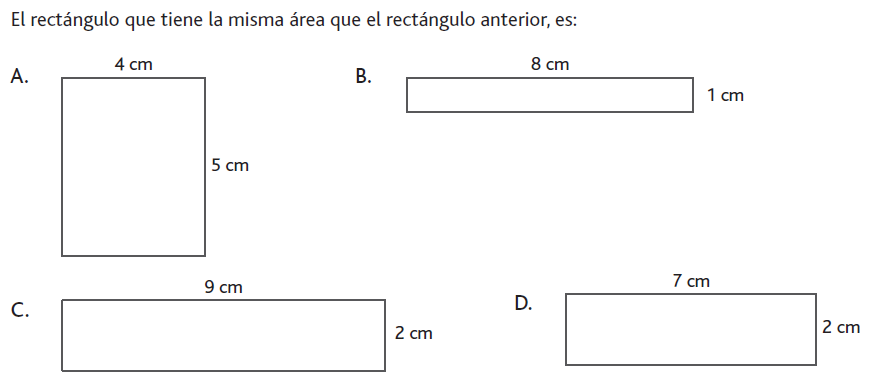 El rectángulo que tiene la misma área que el rectángulo anterior, es:
A.
4 cm
5 cm
B.
8 cm
1 cm
C.
9 cm
2 cm
D.
7 cm
2 cm